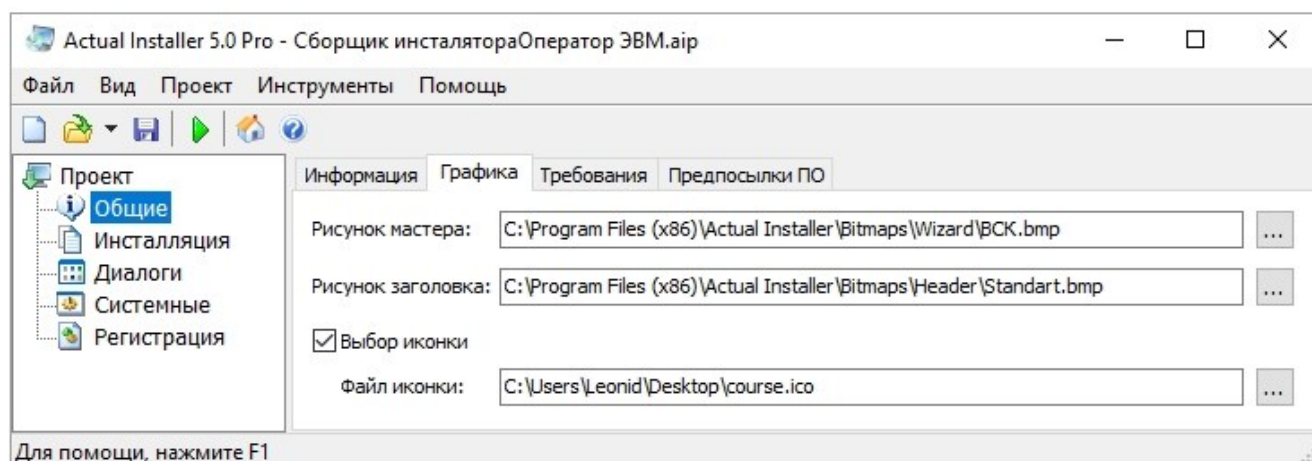 Actual Installer 5.0 Pro - Сборщик инсталятораОператор ЭВМ.aip
Файл Вид Проект Инструменты Помощь
Проект
Общие
Инсталляция
Диалоги
Системные
Регистрация
Информация Графика Требования Предпосылки ПО
Рисунок мастера: C:\Program Files (x86)\Actual Installer\Bitmaps\Wizard\ВСК.bmp ...
Рисунок заголовка: C:\Program Files (x86)\Actual Installer\Bitmaps\Header\Standart.bmp ...
Выбор иконки
Файл иконки: C:\Users\Leonid\Desktop\course.ico ...
Для помощи, нажмите F1